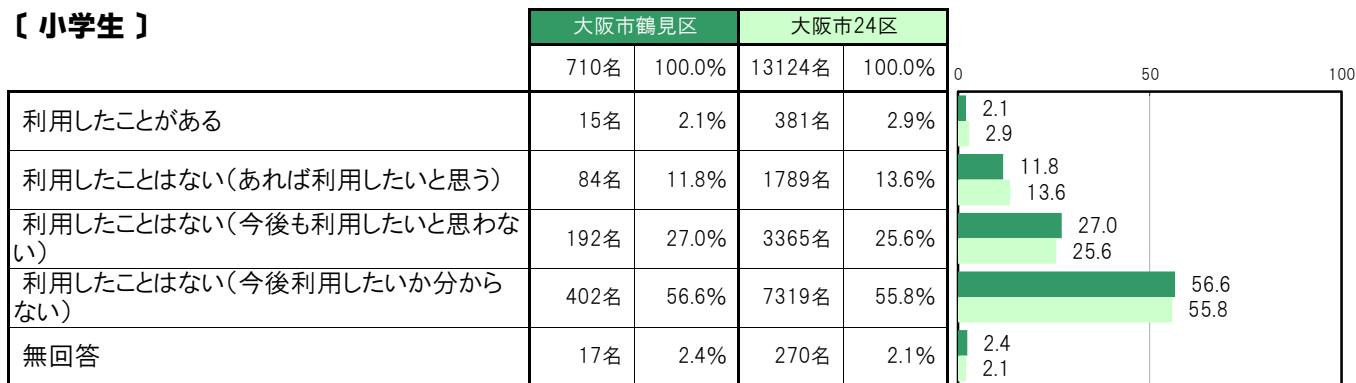 〔 小学生 〕
大阪市鶴見区 大阪市24区
710名 100.0% 13124名 100.0%
0 50 100
利用したことがある 15名 2.1% 381名 2.9%
2.1
2.9
利用したことはない(あれば利用したいと思う) 84名 11.8% 1789名 13.6%
11.8
13.6
利用したことはない(今後も利用したいと思わな
い) 192名 27.0% 3365名 25.6%
27.0
25.6
利用したことはない(今後利用したいか分から
ない) 402名 56.6% 7319名 55.8%
56.6
55.8
無回答 17名 2.4% 270名 2.1%
2.4
2.1